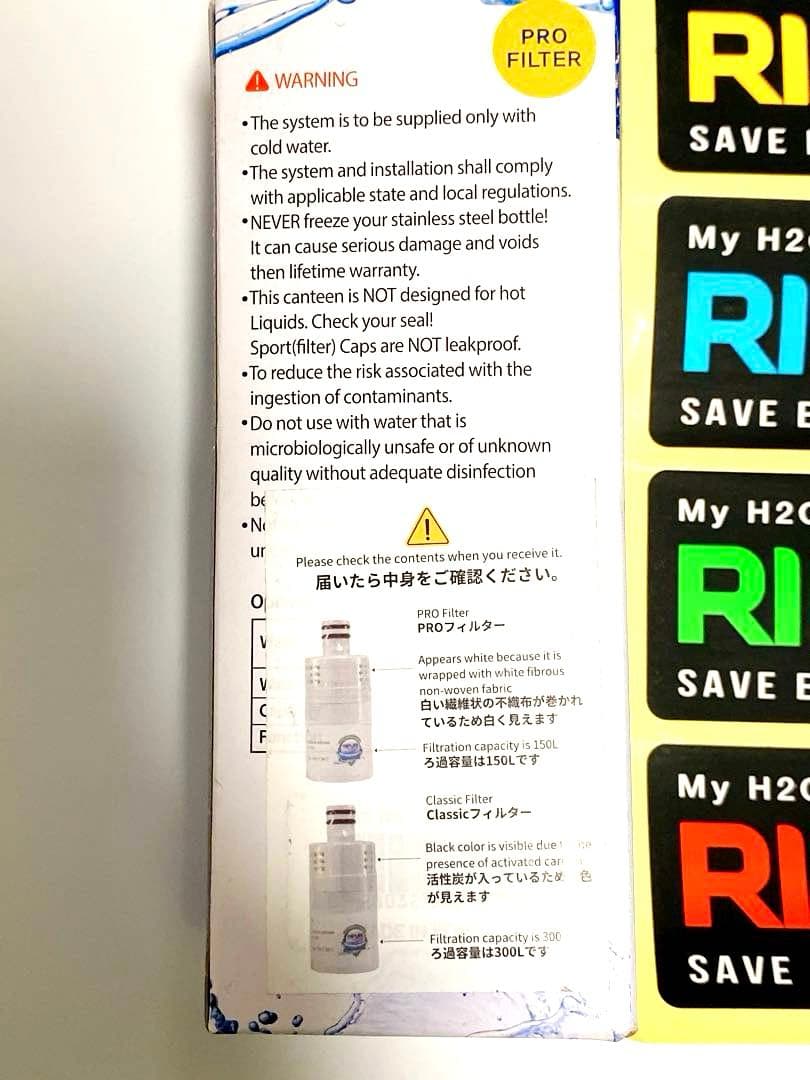 PRO
FILTER
WARNING
•The system is to be supplied only with
cold water.
•The system and installation shall comply
with applicable state and local regulations.
•NEVER freeze your stainless steel bottle!
It can cause serious damage and voids
then lifetime warranty.
•This canteen is NOT designed for hot
Liquids. Check your seal!
Sport(filter) Caps are NOT leakproof.
•To reduce the risk associated with the
ingestion of contaminants.
•Do not use with water that is
microbiologically unsafe or of unknown
quality without adequate disinfection
Please check the contents when you receive it.
届いたら中身をご確認ください。
PRO Filter
PROフィルター
Appears white because it is
wrapped with white fibrous
non-woven fabric
白い繊維状の不織布が巻かれ
ているため白く見えます
Filtration capacity is 150L
ろ過容量は150Lです
Classic Filter
Classicフィルター
Black color is visible due
presence of activated
活性炭が入っているため 色
が見えます
Filtration capacity is 300
ろ過容量は300Lです
RI
SAVE
My H2
RI
SAVE
My H2
RI
SAVE
My H2
RI
SAVE